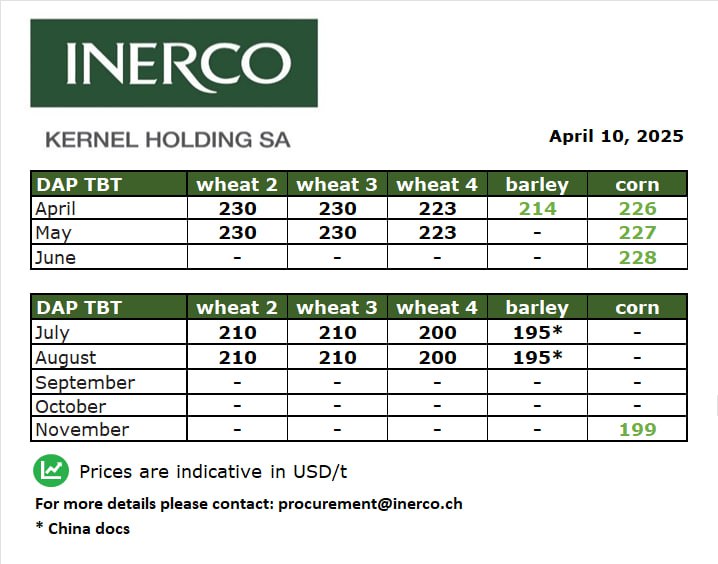 INERCO
KERNEL HOLDING SA
April 10, 2025
DAP TBT wheat 2 wheat 3 wheat 4 barley corn
April 230 230 223 214 226
May 230 230 223 - 227
June - - - - 228
DAP TBT wheat 2 wheat 3 wheat 4 barley corn
July 210 210 200 195* -
August 210 210 200 195* -
September - - - - -
October - - - - -
November - - - - 199
Prices are indicative in USD/t
For more details please contact: procurement@inerco.ch
* China docs